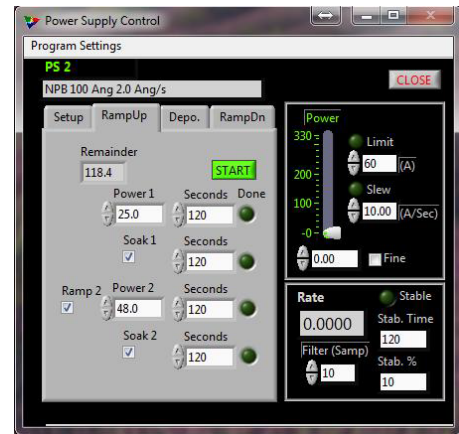 Power Supply Control
Program Settings
PS 2
NPB 100 Ang 2.0 Ang/s
CLOSE
Setup RampUp Depo. RampDn
Remainder
118.4
START
Power 1 Seconds Done
25.0 120
Soak 1 Seconds
120
Ramp 2 Power 2 Seconds
48.0 120
Soak 2 Seconds
120
Power
330
200
100
-0
Limit
60 (A)
Slew
10.00 (A/Sec)
0.00 Fine
Rate Stable
0.0000 Stab. Time
120
Filter (Samp) Stab. %
10 10